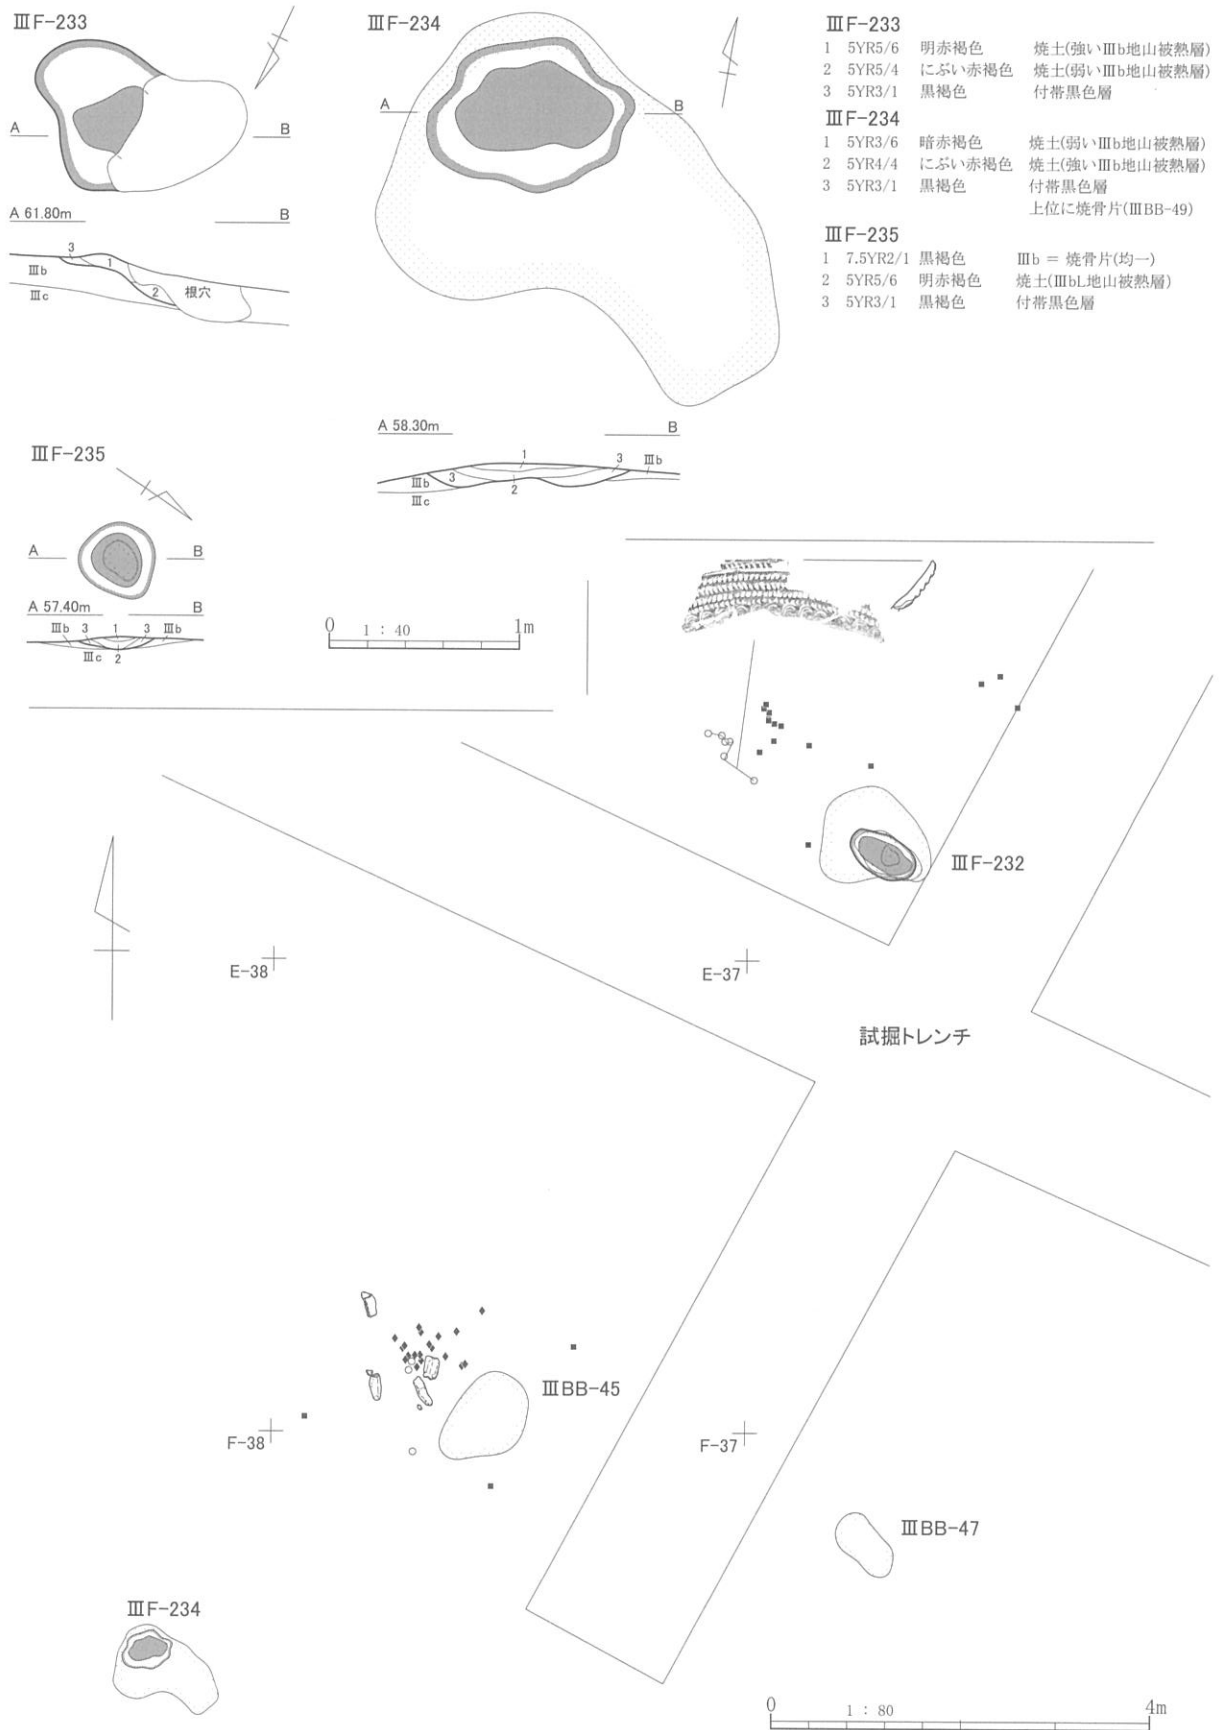 ⅢF-233
ⅢF-234
ⅢF-233
1 5YR5/6 明赤褐色 焼土(強いⅢb地山被熱層)
2 5YR5/4 にぶい赤褐色 焼土(弱いⅢb地山被熱層)
3 5YR3/1 黒褐色 付帯黒色層
ⅢF-234
1 5YR3/6 暗赤褐色 焼土(弱いⅢb地山被熱層)
2 5YR4/4 にぶい赤褐色 焼土(強いⅢb地山被熱層)
3 5YR3/1 黒褐色 付帯黒色層
上位に焼骨片(ⅢBB-49)
ⅢF-235
1 7.5YR2/1 黒褐色 Ⅲb = 焼骨片(均一)
2 5YR5/6 明赤褐色 焼土(ⅢbL地山被熱層)
3 5YR3/1 黒褐色 付帯黒色層
A B
A B
A 61.80m B
3
1
Ⅲb
2 根穴
Ⅲc
A 58.30m B
1
3 Ⅲb
Ⅲb 3
2
Ⅲc
ⅢF-235
A B
A 57.40m B
Ⅲb 3 1 3 Ⅲb
Ⅲc 2
0 1 : 40 1m
ⅢF-232
E-38
E-37
試掘トレンチ
ⅢBB-45
F-38
F-37
ⅢBB-47
ⅢF-234
0 1 : 80 4m